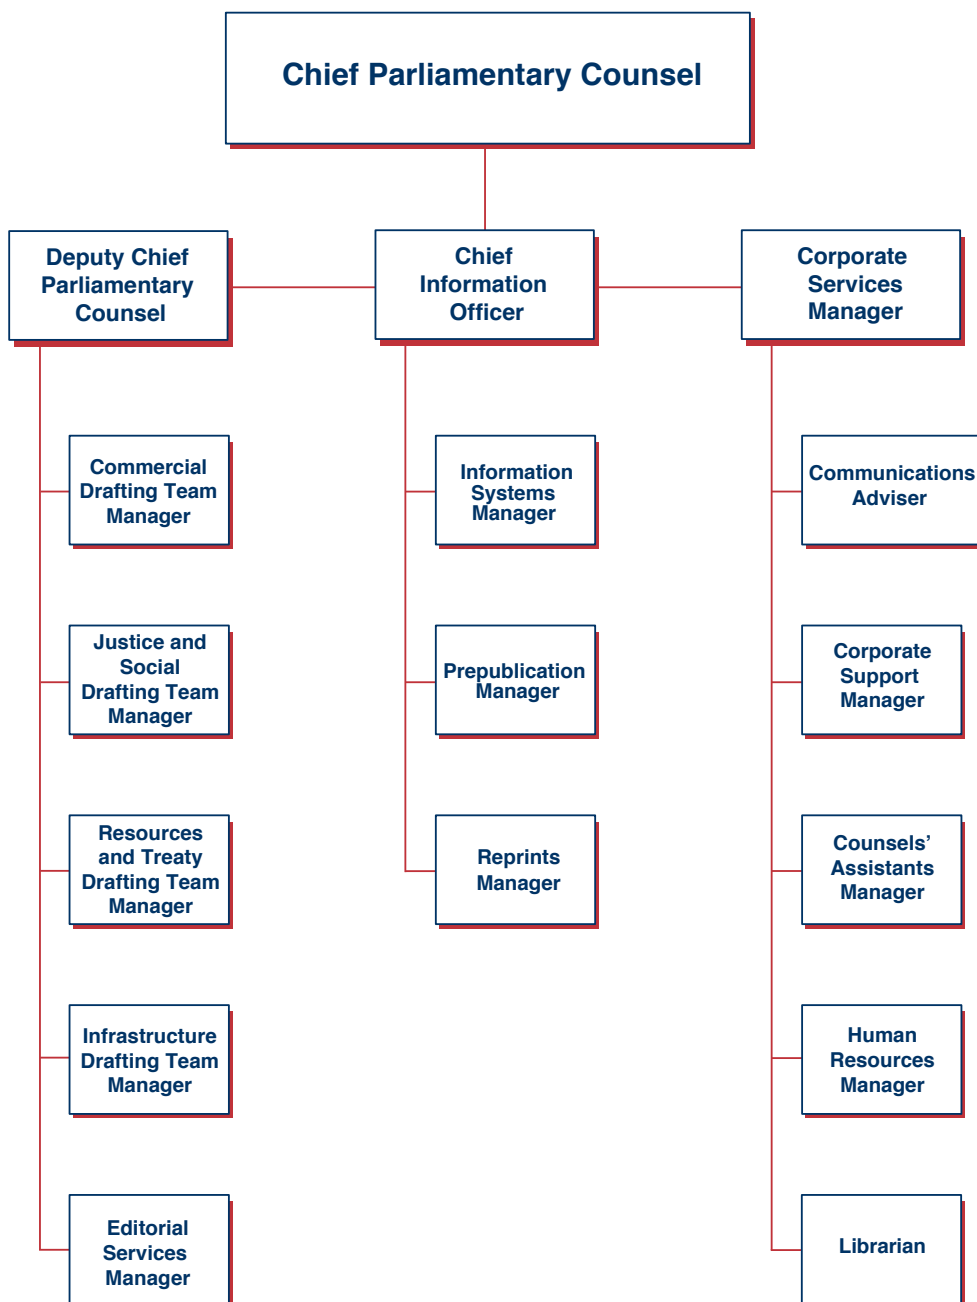 Chief Parliamentary Counsel
Deputy Chief
Parliamentary
Counsel
Chief
Information
Officer
Corporate
Services
Manager
Commercial
Drafting Team
Manager
Information
Systems
Manager
Communications
Adviser
Justice and
Social
Drafting Team
Manager
Prepublication
Manager
Corporate
Support
Manager
Resources
and Treaty
Drafting Team
Manager
Reprints
Manager
Counsels’
Assistants
Manager
Infrastructure
Drafting Team
Manager
Human
Resources
Manager
Editorial
Services
Manager
Librarian